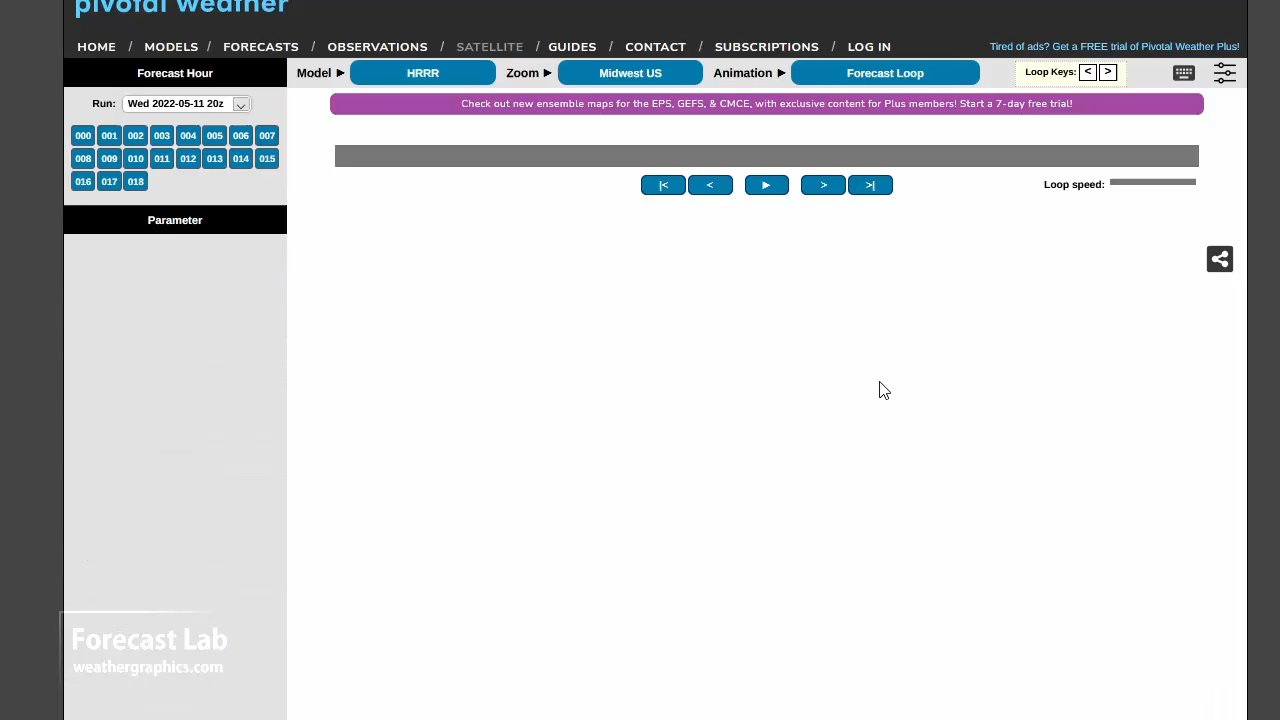 pivotal weather
HOME / MODELS / FORECASTS / OBSERVATIONS / SATELLITE / GUIDES / CONTACT / SUBSCRIPTIONS / LOG IN
Tired of ads? Get a FREE trial of Pivotal Weather Plus!
Forecast Hour
Model ► HRRR Zoom ► Midwest US Animation ► Forecast Loop Loop Keys: < >
Run: Wed 2022-05-11 20z
Check out new ensemble maps for the EPS, GEFS, & CMCE, with exclusive content for Plus members! Start a 7-day free trial!
000 001 002 003 004 005 006 007
008 009 010 011 012 013 014 015
016 017 018
|< < ► > >|
Loop speed:
Parameter
Forecast Lab
weathergraphics.com